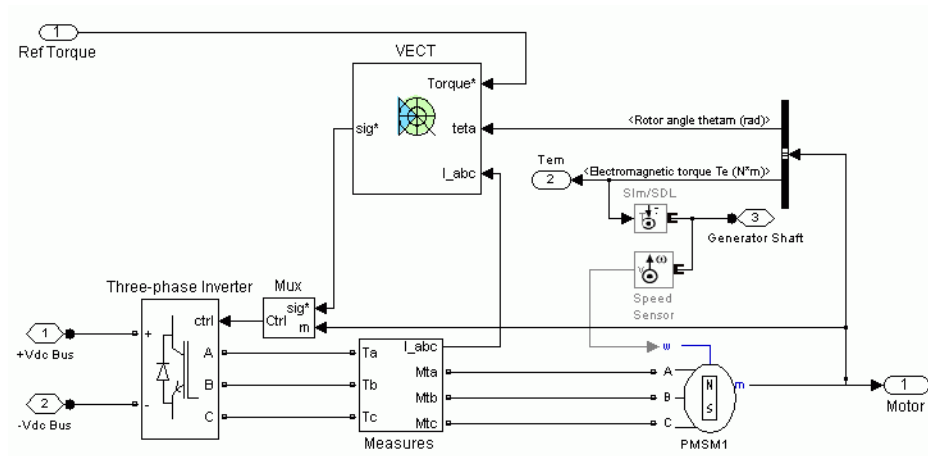 1
Ref Torque
VECT
Torque*
sig*
teta
I_abc
<Rotor angle thetam (rad)>
Tem
2
<Electromagnetic torque Te (N*m)>
Slm/SDL
3
Generator Shaft
Speed
Sensor
Three-phase Inverter
Mux
ctrl
Ctrl
sig*
m
1
+Vdc Bus
+
A
B
C
2
-
-Vdc Bus
Ta
Tb
Tc
I_abc
Mta
Mtb
Mtc
Measures
w
A
B
C
N
S
m
PMSM1
1
Motor